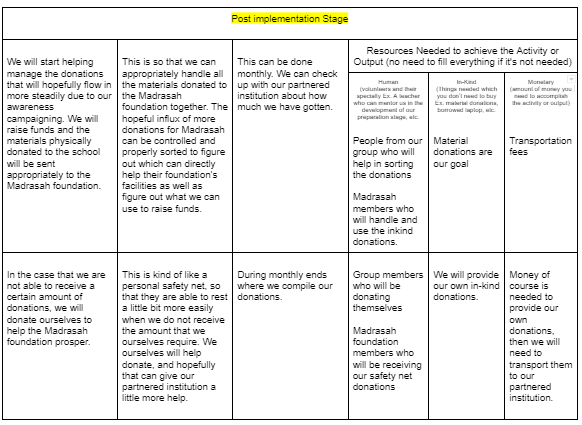 Post implementation Stage
Resources Needed to achieve the Activity or
Output (no need to fill everything if it's not needed)
We will start helping
manage the donations
that will hopefully flow in
more steadily due to our
awareness
campaigning. We will
raise funds and the
materials physically
donated to the school
will be sent
appropriately to the
Madrasah foundation.
This is so that we can
appropriately handle all
the materials donated to
the Madrasah
foundation together. The
hopeful influx of more
donations for Madrasah
can be controlled and
properly sorted to figure
out which can directly
help their foundation's
facilities as well as
figure out what we can
use to raise funds.
This can be done
monthly. We can check
up with our partnered
institution about how
much we have gotten.
Human
(volunteers and their
specialty Ex. A teacher
who can mentor us in the
development of our
preparation stage, etc.
People from our
group who will
help in sorting
the donations
Madrasah
members who
will handle and
use the inkind
donations.
In-Kind
(Things needed which
you don't need to buy
Ex. material donations,
borrowed laptop, etc.
Material
donations are
our goal
Monetary
(amount of money you
need to accomplish
the activity or output)
Transportation
fees
In the case that we are
not able to receive a
certain amount of
donations, we will
donate ourselves to
help the Madrasah
foundation prosper.
This is kind of like a
personal safety net, so
that they are able to rest
a little bit more easily
when we do not receive
the amount that we
ourselves require. We
ourselves will help
donate, and hopefully
that can give our
partnered institution a
little more help.
During monthly ends
where we compile our
donations.
Group members
who will be
donating
themselves
Madrasah
foundation
members who
will be receiving
our safety net
donations
We will provide
our own in-kind
donations.
Money of
course is
needed to
provide our
own
donations,
then we will
need to
transport them
to our
partnered
institution.